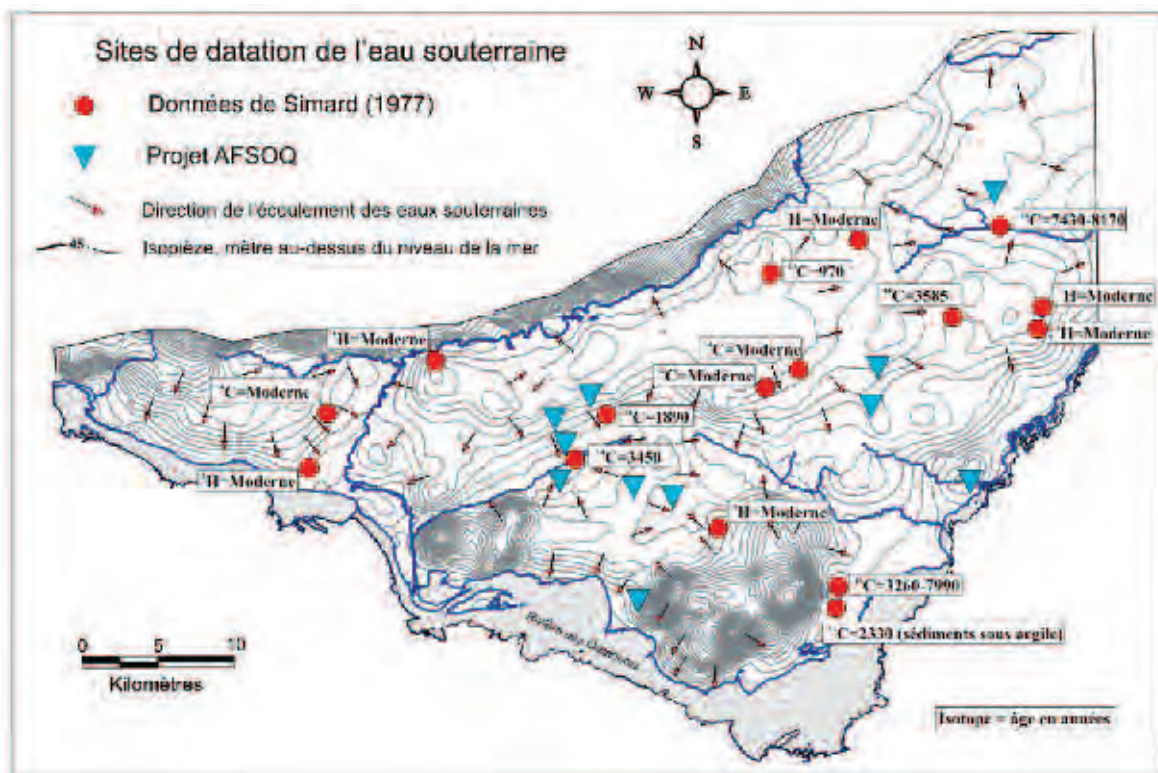 Sites de datation de l'eau souterraine
Données de Simard (1977)
Projet AFSOQ
Direction de l'écoulement des eaux souterraines
Isopièze, mètre au-dessus du niveau de la mer
N
W E
S
H=Moderne
¹⁴C=7430-8170
¹⁴C=970
¹⁴C=3585
H=Moderne
³H=Moderne
³H=Moderne
¹⁴C=Moderne
¹⁴C=Moderne
¹⁴C=Moderne
¹⁴C=1890
¹⁴C=3450
³H=Moderne
³H=Moderne
¹⁴C=3260-7990
¹⁴C=2330 (sédiments sous argile)
0 5 10
Kilomètres
Isotope = âge en années